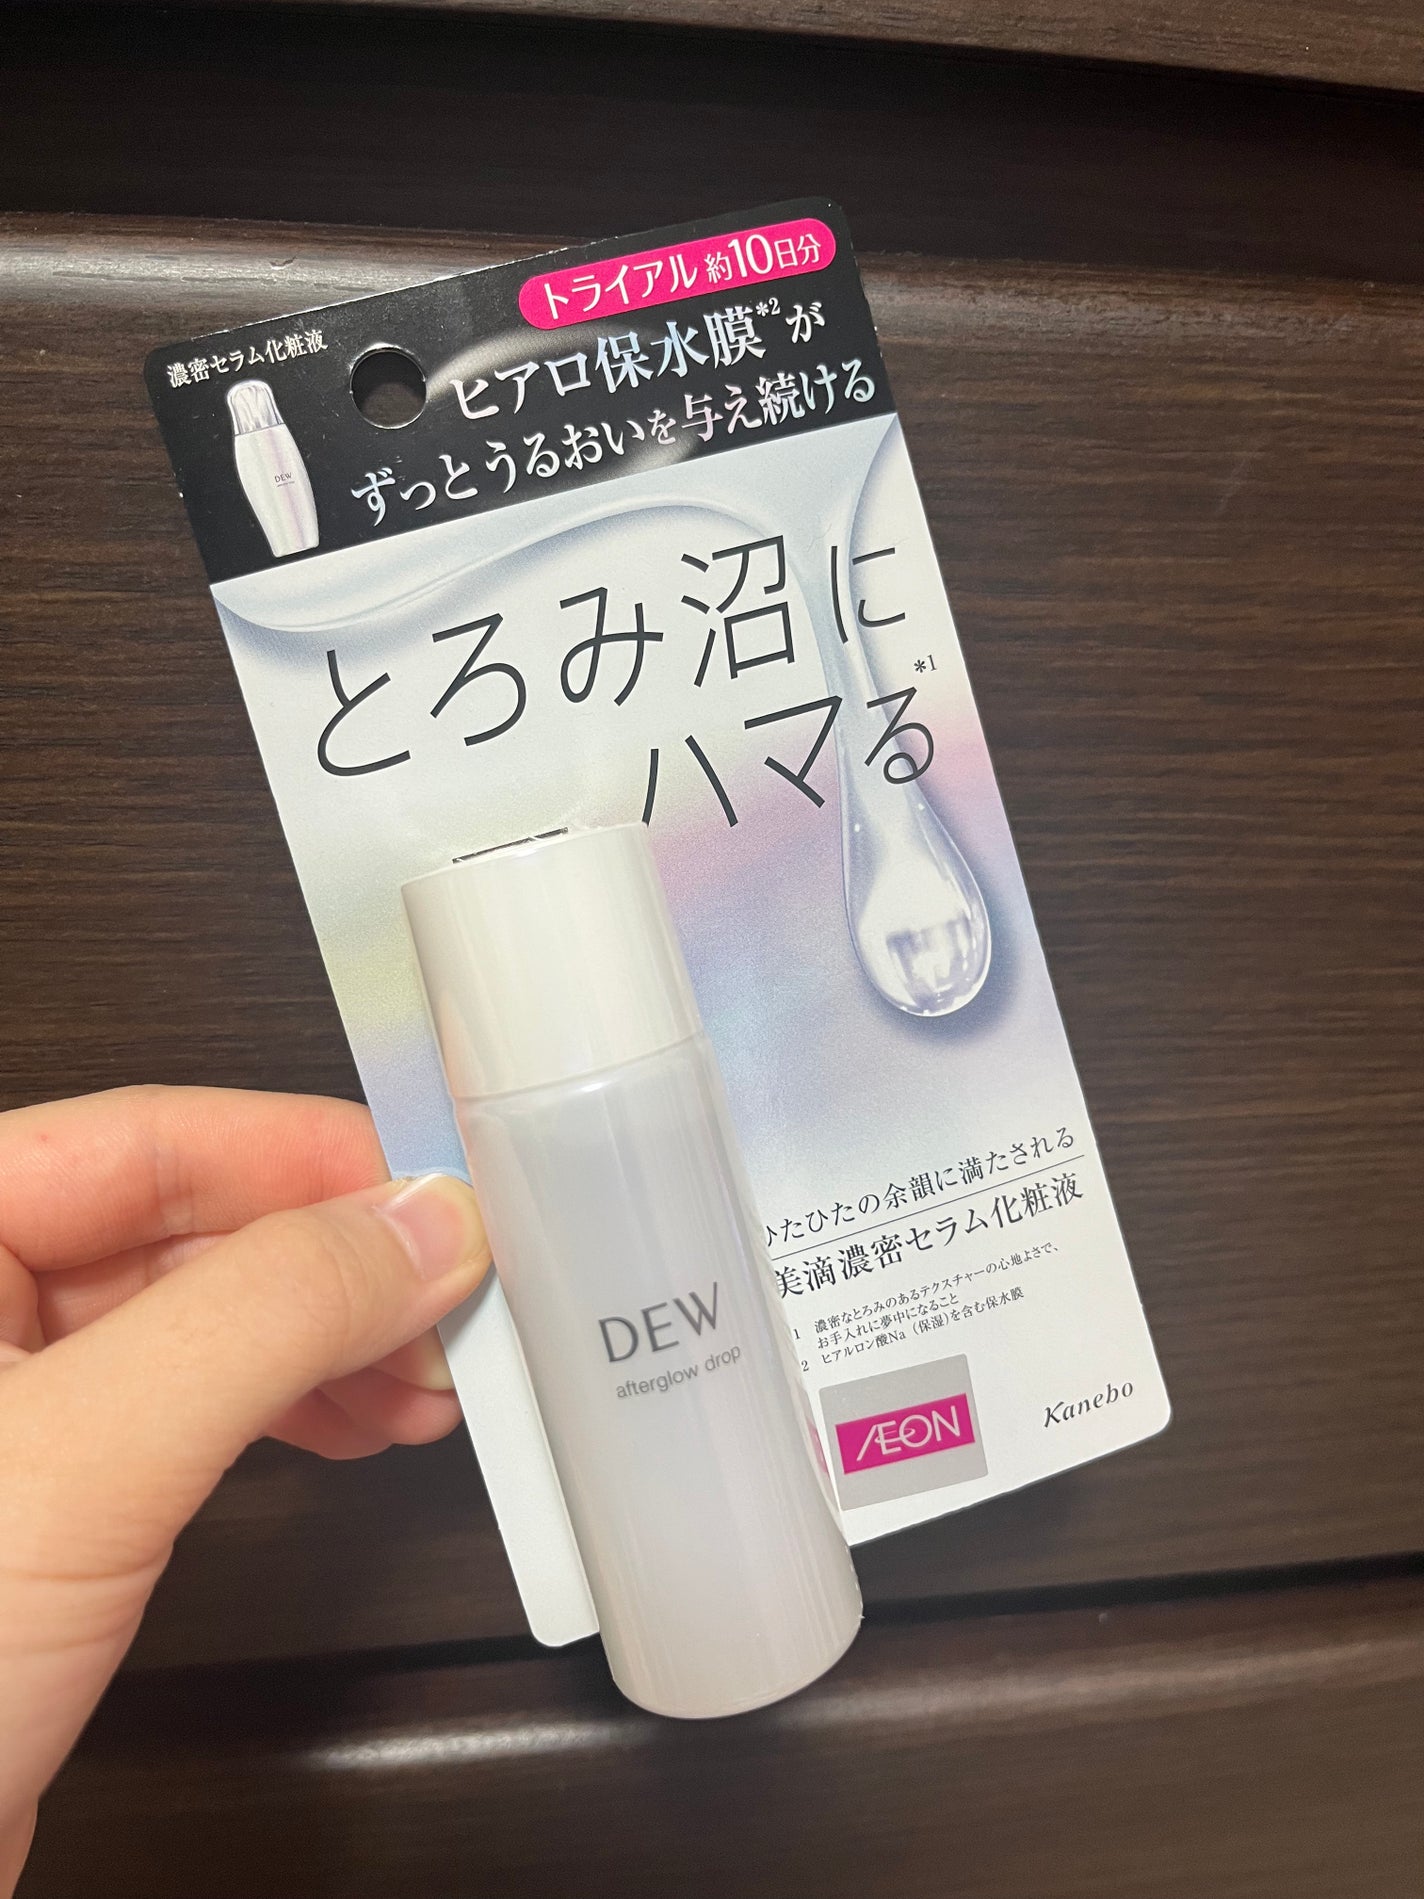 トライアル 約10日分
濃密セラム化粧液
ヒアロ保水膜*2が
ずっとうるおいを与え続ける
DEW
とろみ沼に
ハマる*1
ひたひたの余韻に満たされる
美滴濃密セラム化粧液
1 濃密なとろみのあるテクスチャーの心地よさで、
お手入れに夢中になること
2 ヒアルロン酸Na(保湿)を含む保水膜
DEW
afterglow drop
ÆON
Kanebo